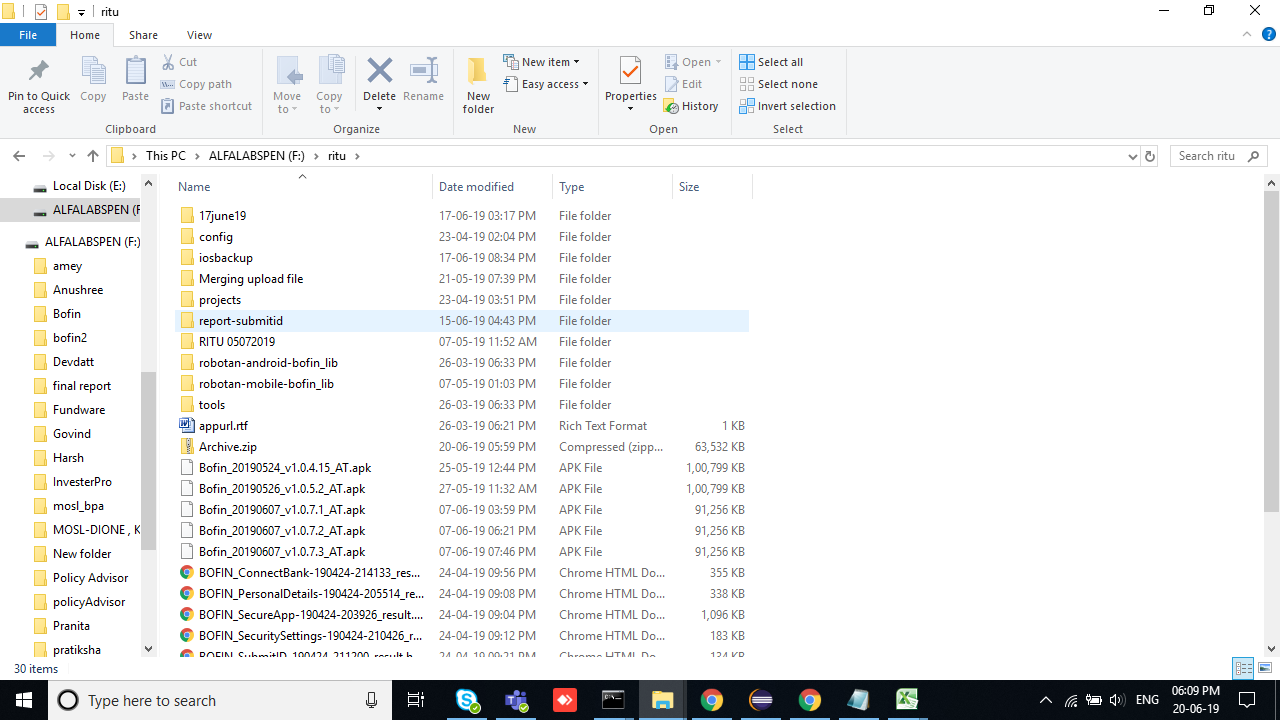 ritu
File Home Share View
Pin to Quick access
Copy
Paste
Cut
Copy path
Paste shortcut
Clipboard
Move to
Copy to
Delete
Rename
Organize
New folder
New item
Easy access
New
Properties
Open
Edit
History
Open
Select all
Select none
Invert selection
Select
This PC > ALFALABSPEN (F:) > ritu >
Search ritu
Local Disk (E:)
ALFALABSPEN (F
ALFALABSPEN (F:)
amey
Anushree
Bofin
bofin2
Devdatt
final report
Fundware
Govind
Harsh
InvesterPro
mosl_bpa
MOSL-DIONE , K
New folder
Policy Advisor
policyAdvisor
Pranita
pratiksha
Name Date modified Type Size
17june19 17-06-19 03:17 PM File folder
config 23-04-19 02:04 PM File folder
iosbackup 17-06-19 08:34 PM File folder
Merging upload file 21-05-19 07:39 PM File folder
projects 23-04-19 03:51 PM File folder
report-submitid 15-06-19 04:43 PM File folder
RITU 05072019 07-05-19 11:52 AM File folder
robotan-android-bofin_lib 26-03-19 06:33 PM File folder
robotan-mobile-bofin_lib 07-05-19 01:03 PM File folder
tools 26-03-19 06:33 PM File folder
appurl.rtf 26-03-19 06:21 PM Rich Text Format 1 KB
Archive.zip 20-06-19 05:59 PM Compressed (zipp... 63,532 KB
Bofin_20190524_v1.0.4.15_AT.apk 25-05-19 12:44 PM APK File 1,00,799 KB
Bofin_20190526_v1.0.5.2_AT.apk 27-05-19 11:32 AM APK File 1,00,799 KB
Bofin_20190607_v1.0.7.1_AT.apk 07-06-19 03:59 PM APK File 91,256 KB
Bofin_20190607_v1.0.7.2_AT.apk 07-06-19 06:21 PM APK File 91,256 KB
Bofin_20190607_v1.0.7.3_AT.apk 07-06-19 07:46 PM APK File 91,256 KB
BOFIN_ConnectBank-190424-214133_res... 24-04-19 09:56 PM Chrome HTML Do... 355 KB
BOFIN_PersonalDetails-190424-205514_re... 24-04-19 09:08 PM Chrome HTML Do... 338 KB
BOFIN_SecureApp-190424-203926_result.... 24-04-19 09:04 PM Chrome HTML Do... 1,096 KB
BOFIN_SecuritySettings-190424-210426_r... 24-04-19 09:12 PM Chrome HTML Do... 183 KB
BOFIN_SubmitID-190424-211200_result.h... 24-04-19 09:21 PM Chrome HTML Do... 134 KB
30 items
Type here to search
ENG
06:09 PM
20-06-19